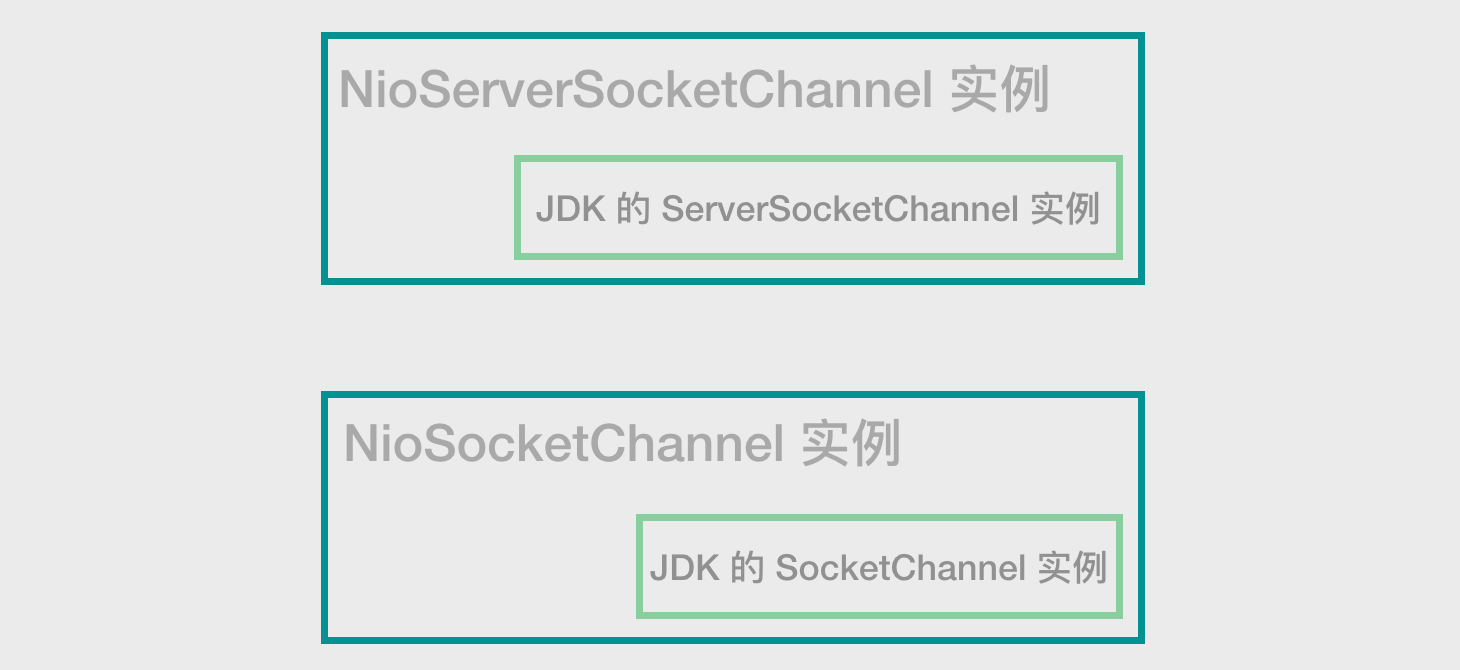 NioServerSocketChannel 实例
JDK 的 ServerSocketChannel 实例
NioSocketChannel 实例
JDK 的 SocketChannel 实例